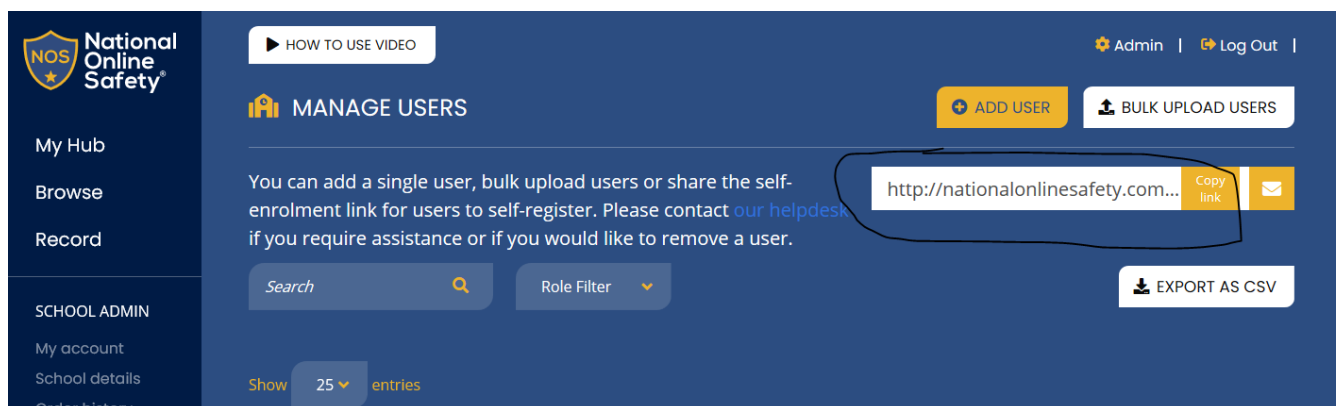 NOS
National
Online
Safety®
My Hub
Browse
Record
SCHOOL ADMIN
My account
School details
Order history
HOW TO USE VIDEO
Admin | Log Out |
MANAGE USERS
ADD USER
BULK UPLOAD USERS
You can add a single user, bulk upload users or share the self-
enrolment link for users to self-register. Please contact our helpdesk
if you require assistance or if you would like to remove a user.
http://nationalonlinesafety.com...
Copy
link
Search
Role Filter
EXPORT AS CSV
Show 25 entries